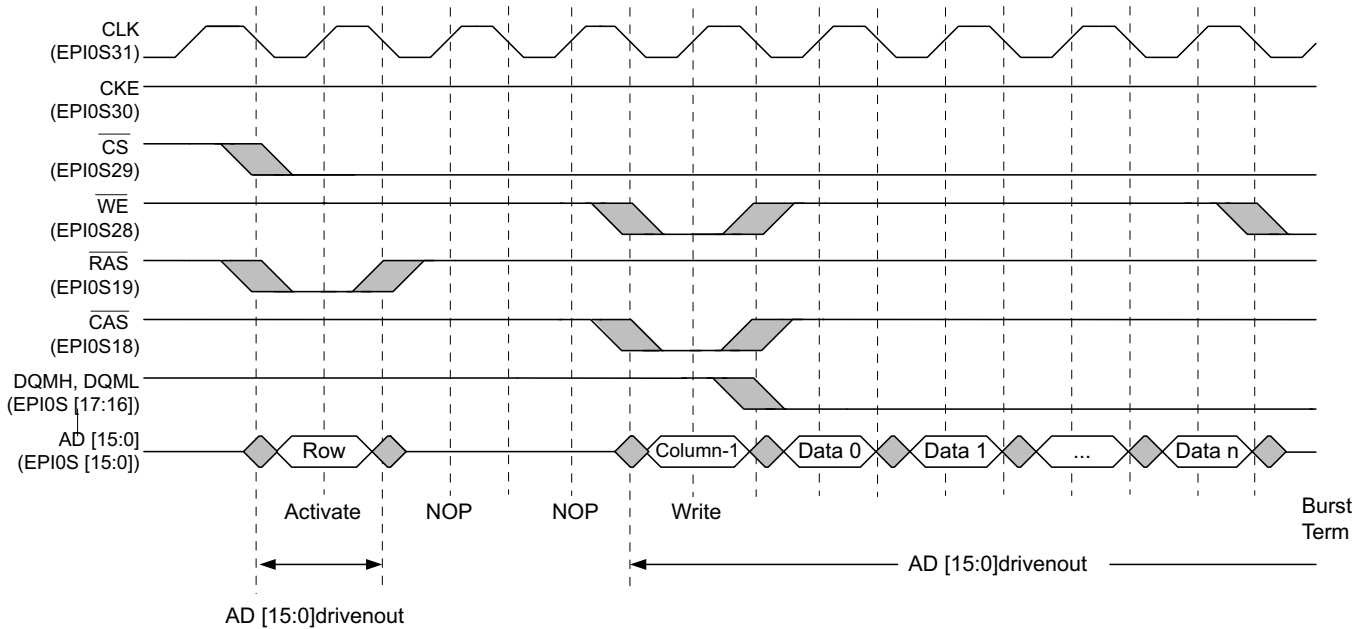 CLK
(EPI0S31)
CKE
(EPI0S30)
CS
(EPI0S29)
WE
(EPI0S28)
RAS
(EPI0S19)
CAS
(EPI0S18)
DQMH, DQML
(EPI0S [17:16])
AD [15:0]
(EPI0S [15:0])
Row
Column-1
Data 0
Data 1
...
Data n
Activate
NOP
NOP
Write
Burst
Term
AD [15:0]drivenout
AD [15:0]drivenout